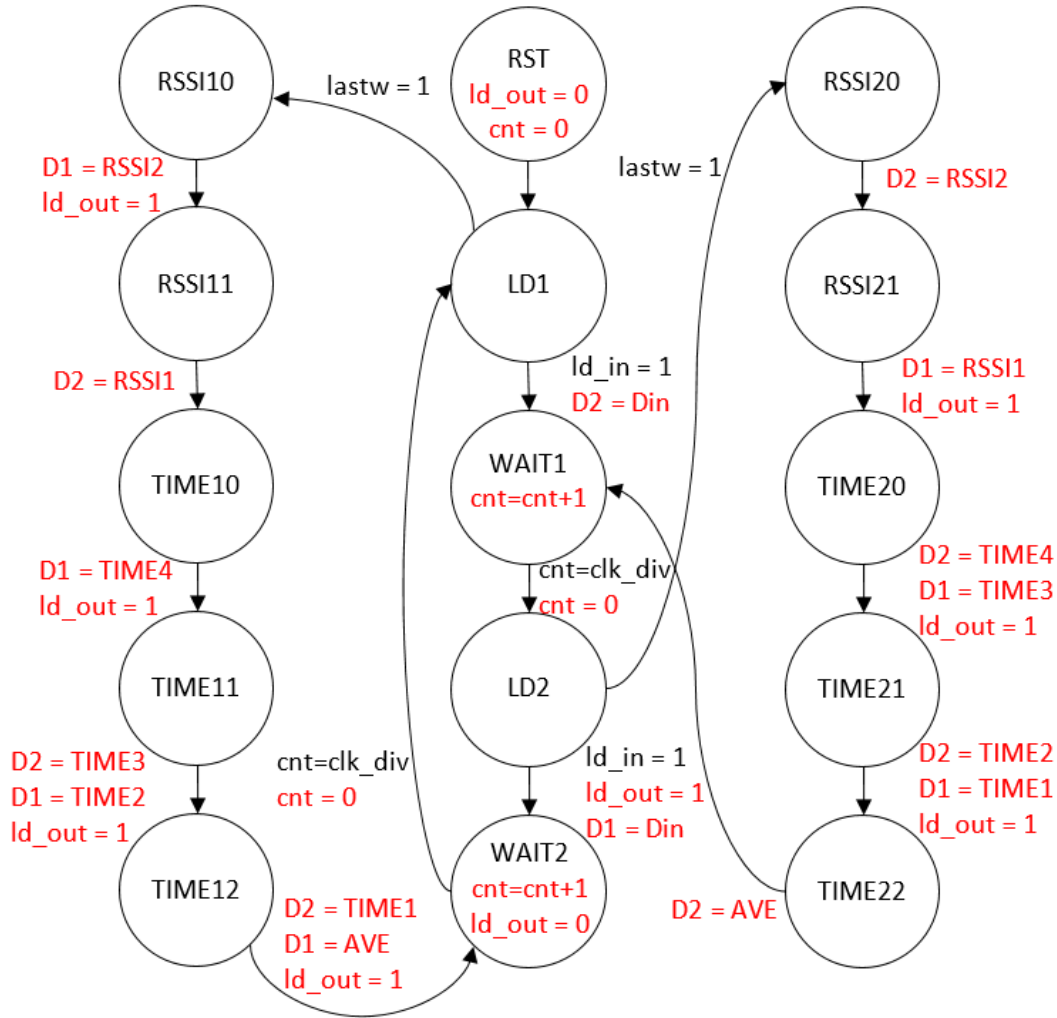 RSSI10
lastw = 1
RST
ld_out = 0
cnt = 0
RSSI20
D1 = RSSI2
ld_out = 1
lastw = 1
D2 = RSSI2
RSSI11
LD1
RSSI21
D2 = RSSI1
ld_in = 1
D2 = Din
D1 = RSSI1
ld_out = 1
TIME10
WAIT1
cnt=cnt+1
TIME20
D1 = TIME4
ld_out = 1
cnt=clk_div
cnt = 0
D2 = TIME4
D1 = TIME3
ld_out = 1
TIME11
LD2
TIME21
D2 = TIME3
D1 = TIME2
ld_out = 1
cnt=clk_div
cnt = 0
ld_in = 1
ld_out = 1
D1 = Din
D2 = TIME2
D1 = TIME1
ld_out = 1
TIME12
WAIT2
cnt=cnt+1
ld_out = 0
TIME22
D2 = TIME1
D1 = AVE
ld_out = 1
D2 = AVE